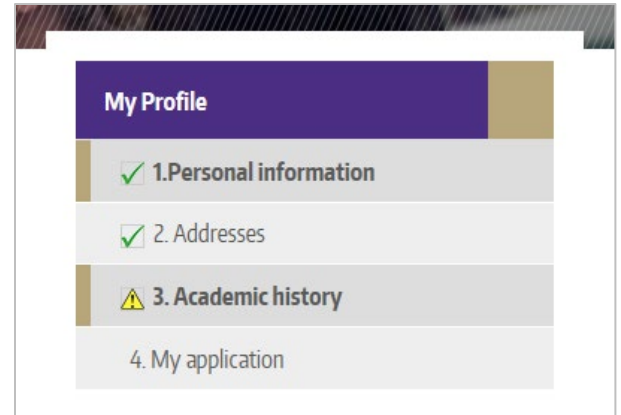 My Profile
1.Personal information
2. Addresses
3. Academic history
4. My application